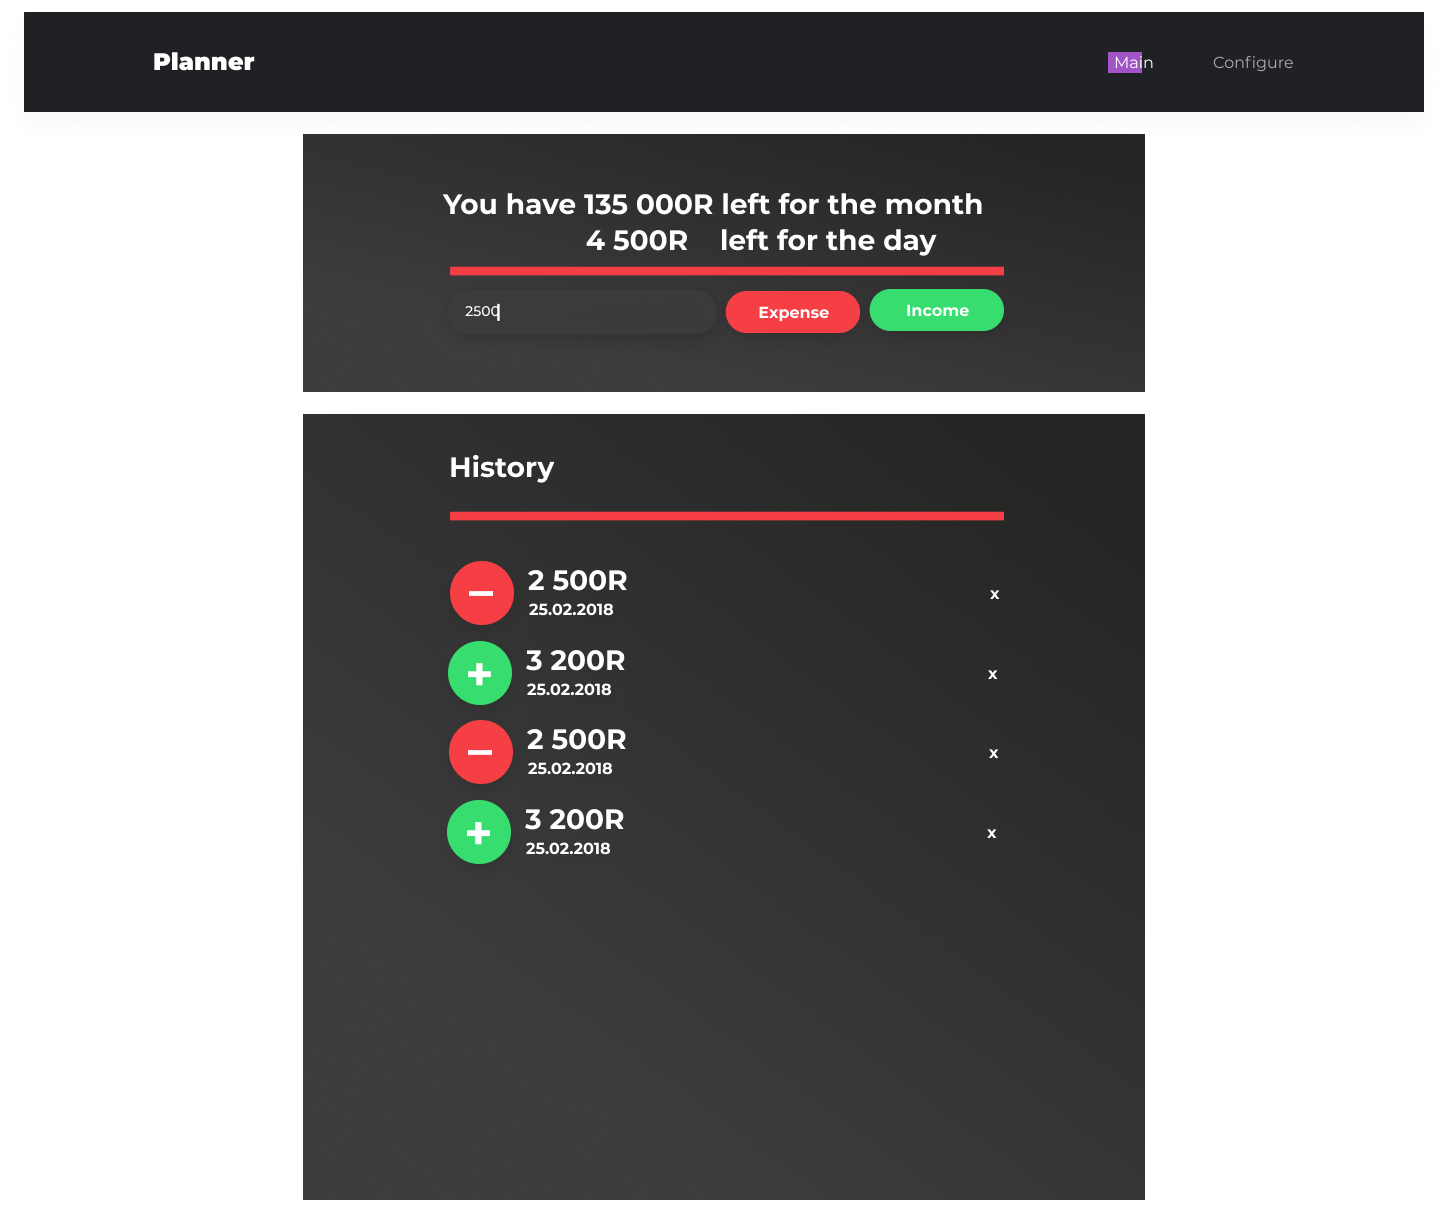 Planner
Main
Configure
You have 135 000R left for the month
4 500R left for the day
2500
Expense
Income
History
2 500R
25.02.2018
x
3 200R
25.02.2018
x
2 500R
25.02.2018
x
3 200R
25.02.2018
x